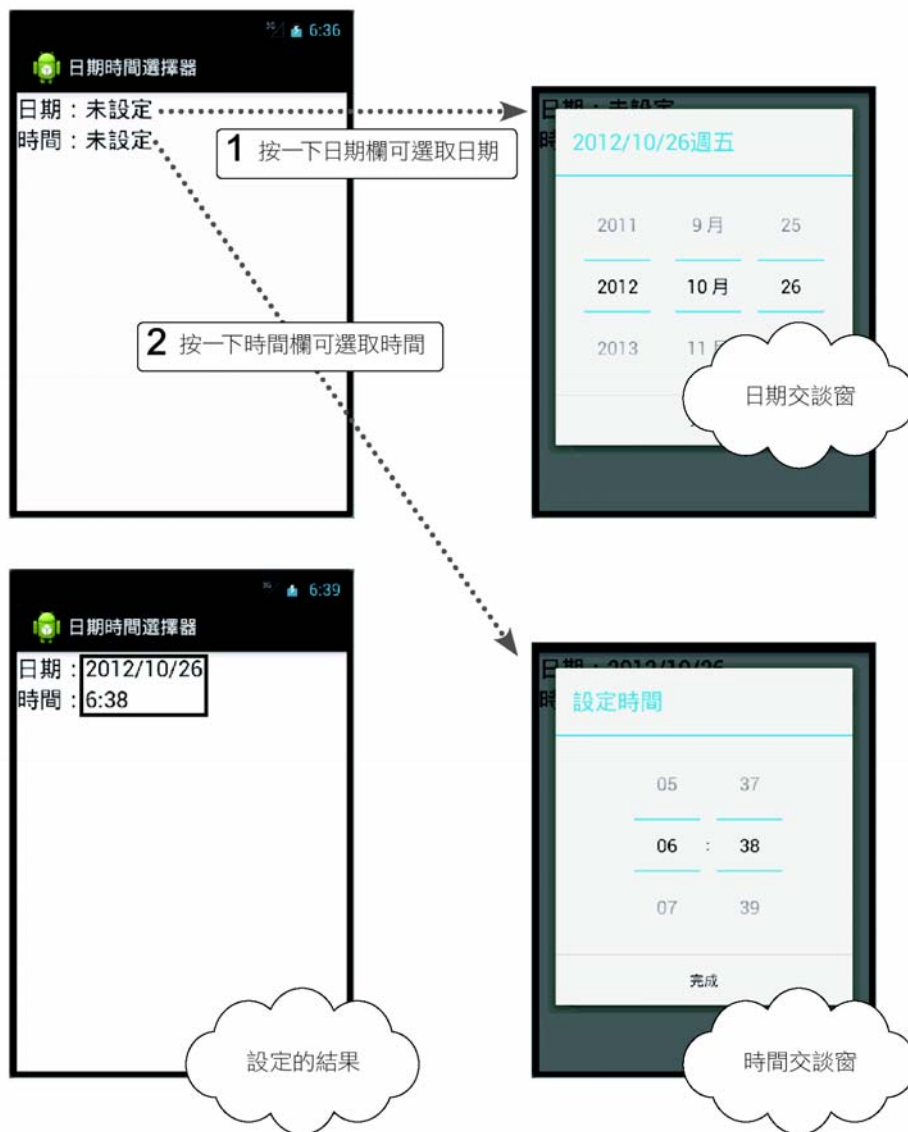 6:36
日期時間選擇器
日期：未設定
時間：未設定
1 按一下日期欄可選取日期
2 按一下時間欄可選取時間
2012/10/26週五
2011 9月 25
2012 10月 26
2013 11
日期交談窗
3G 6:39
日期時間選擇器
日期：2012/10/26
時間：6:38
設定的結果
設定時間
05 37
06 : 38
07 39
完成
時間交談窗